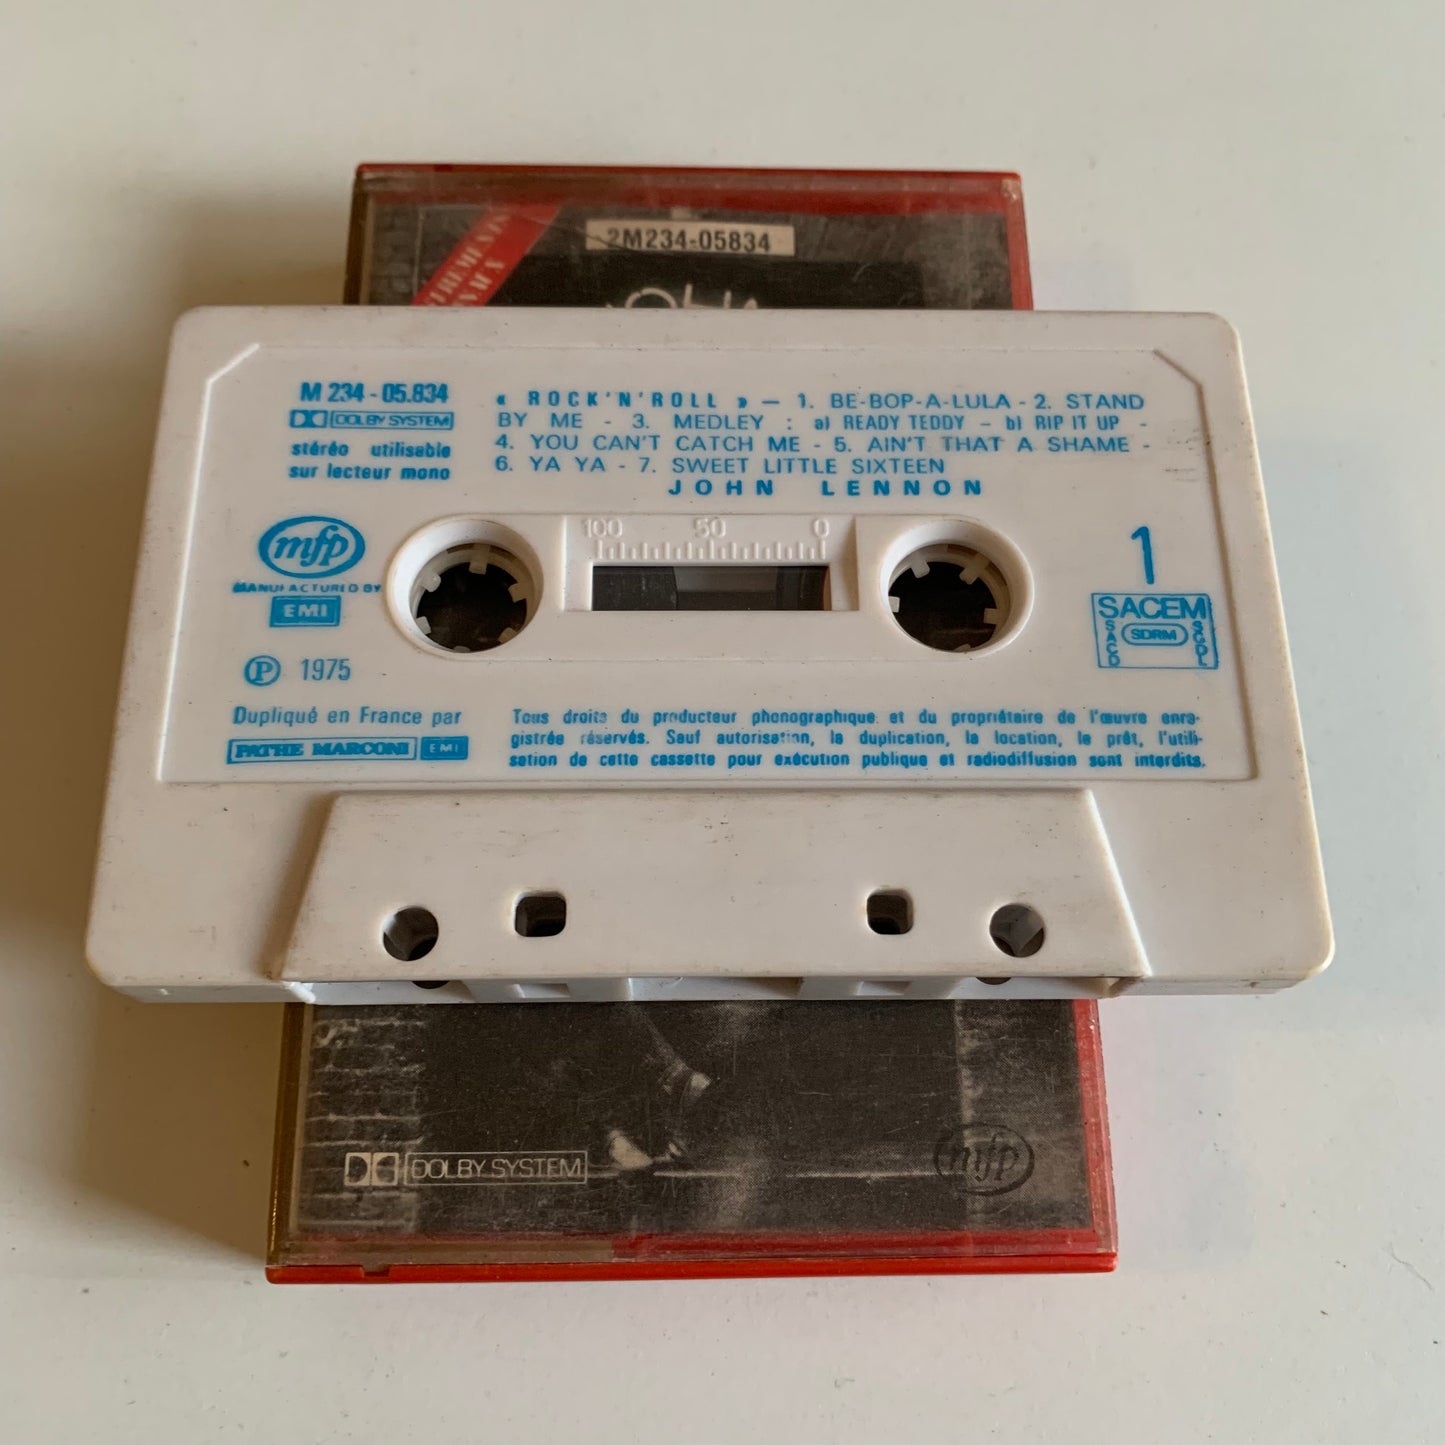 2M234-05834
M 234 - 05.834
DOLBY SYSTEM
stéréo utilisable
sur lecteur mono
« ROCK'N'ROLL » — 1. BE-BOP-A-LULA - 2. STAND
BY ME - 3. MEDLEY : a) READY TEDDY – b) RIP IT UP -
4. YOU CAN'T CATCH ME - 5. AIN'T THAT A SHAME -
6. YA YA - 7. SWEET LITTLE SIXTEEN
JOHN LENNON
100 50 0
mfp
MANUFACTURED BY
EMI
1
SACEM
SACD
SDRM
SGDL
Ⓟ 1975
Dupliqué en France par
PATHE MARCONI EMI
Tous droits du producteur phonographique et du propriétaire de l'œuvre enre-
gistrée réservés. Sauf autorisation, la duplication, la location, le prêt, l'utili-
sation de cette cassette pour exécution publique et radiodiffusion sont interdits.
DOLBY SYSTEM
mfp